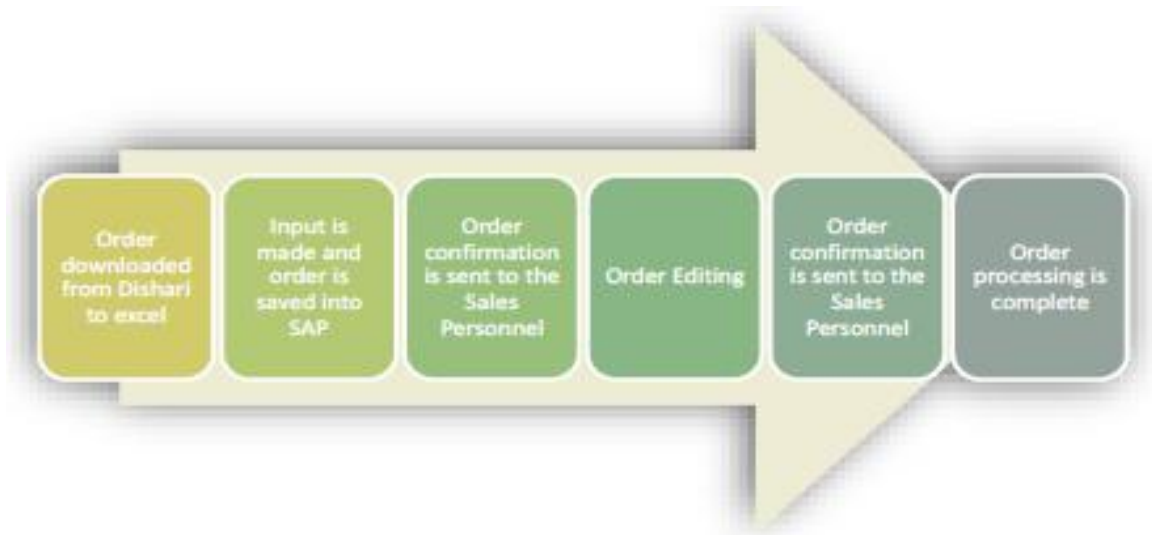 Order
downloaded
from Dishari
to excel
Input is
made and
order is
saved into
SAP
Order
confirmation
is sent to the
Sales
Personnel
Order Editing
Order
confirmation
is sent to the
Sales
Personnel
Order
processing is
complete